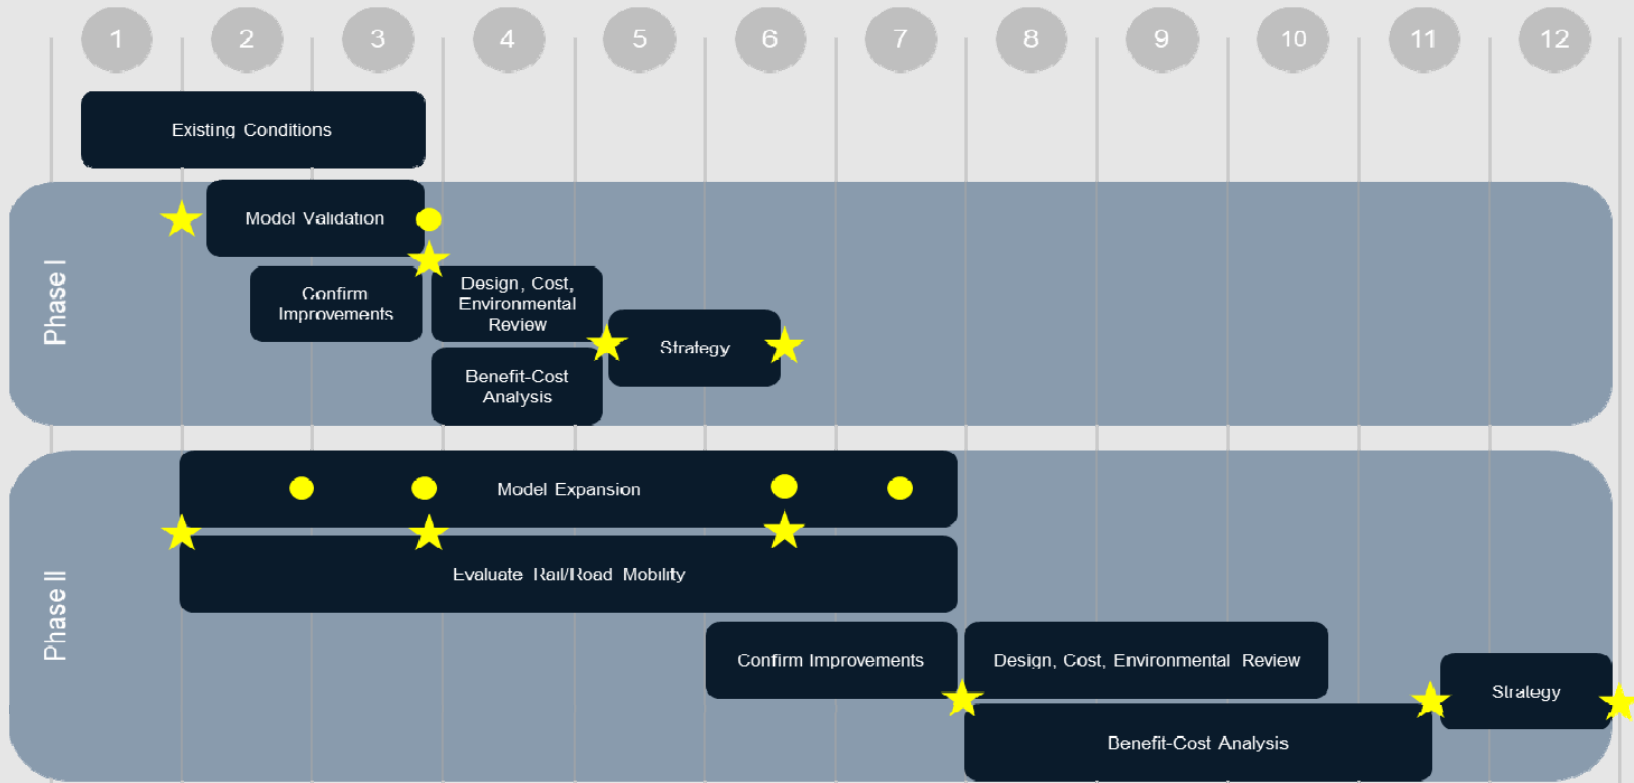 1 2 3 4 5 6 7 8 9 10 11 12
Existing Conditions
Phase I
Model Validation
Confirm
Improvements
Design, Cost,
Environmental
Review
Benefit-Cost
Analysis
Strategy
Phase II
Model Expansion
Evaluate Rail/Road Mobility
Confirm Improvements
Design, Cost, Environmental Review
Benefit-Cost Analysis
Strategy